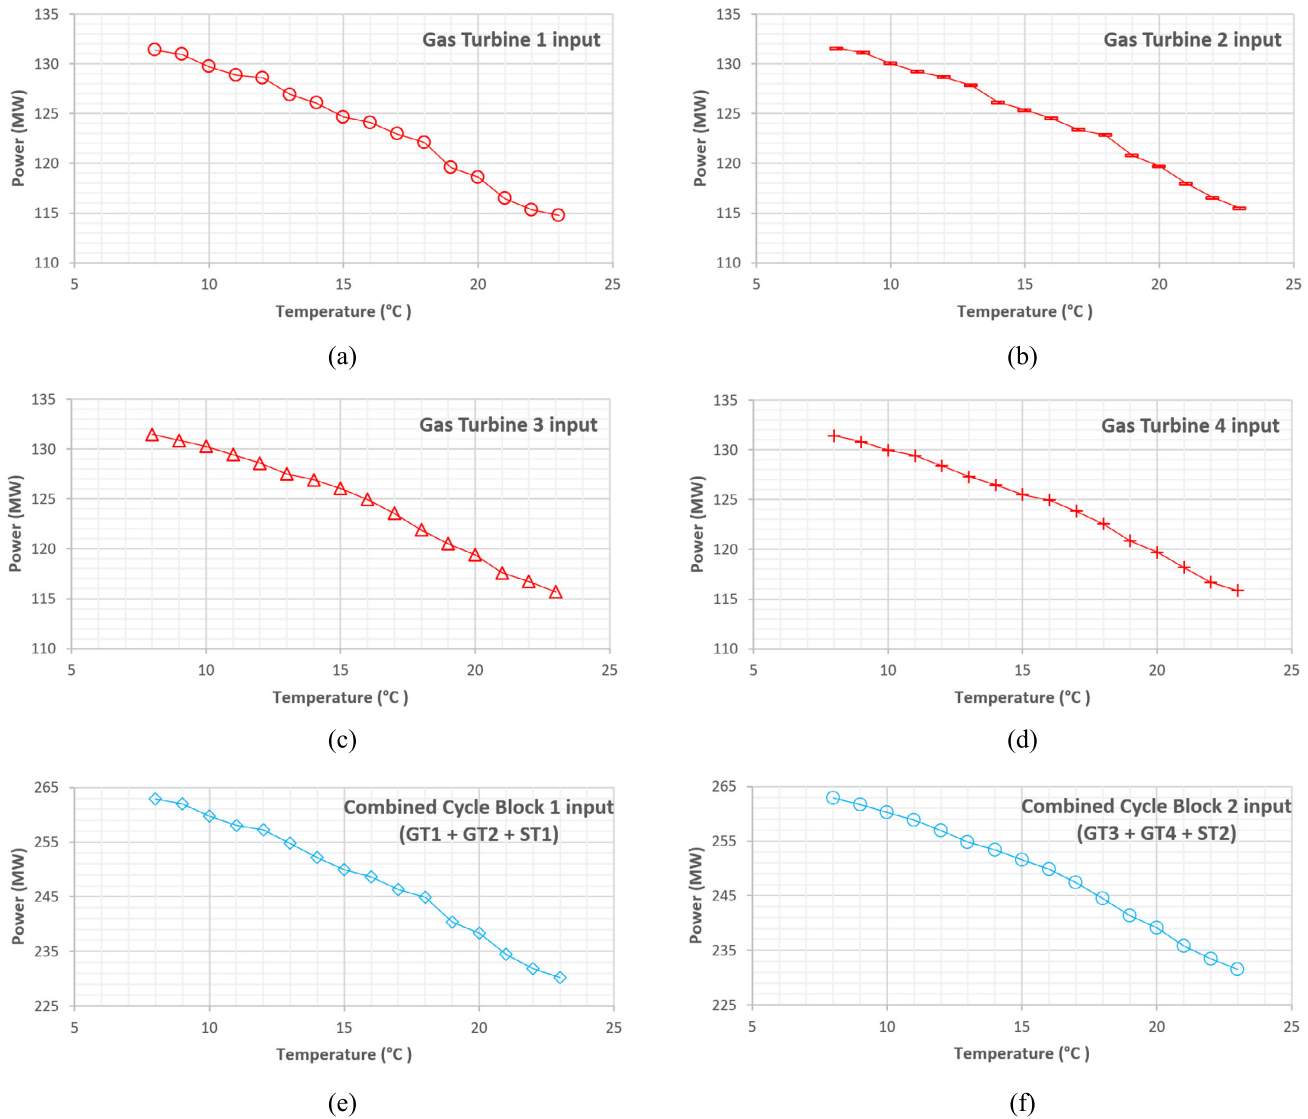 135
130
125
120
115
110
Power (MW)
Gas Turbine 1 input
5
10
15
20
25
Temperature (°C )
(a)
135
130
125
120
115
110
Power (MW)
Gas Turbine 2 input
5
10
15
20
25
Temperature (°C )
(b)
135
130
125
120
115
110
Power (MW)
Gas Turbine 3 input
5
10
15
20
25
Temperature (°C )
(c)
135
130
125
120
115
110
Power (MW)
Gas Turbine 4 input
5
10
15
20
25
Temperature (°C )
(d)
265
255
245
235
225
Power (MW)
Combined Cycle Block 1 input
(GT1 + GT2 + ST1)
5
10
15
20
25
Temperature (°C )
(e)
265
255
245
235
225
Power (MW)
Combined Cycle Block 2 input
(GT3 + GT4 + ST2)
5
10
15
20
25
Temperature (°C )
(f)